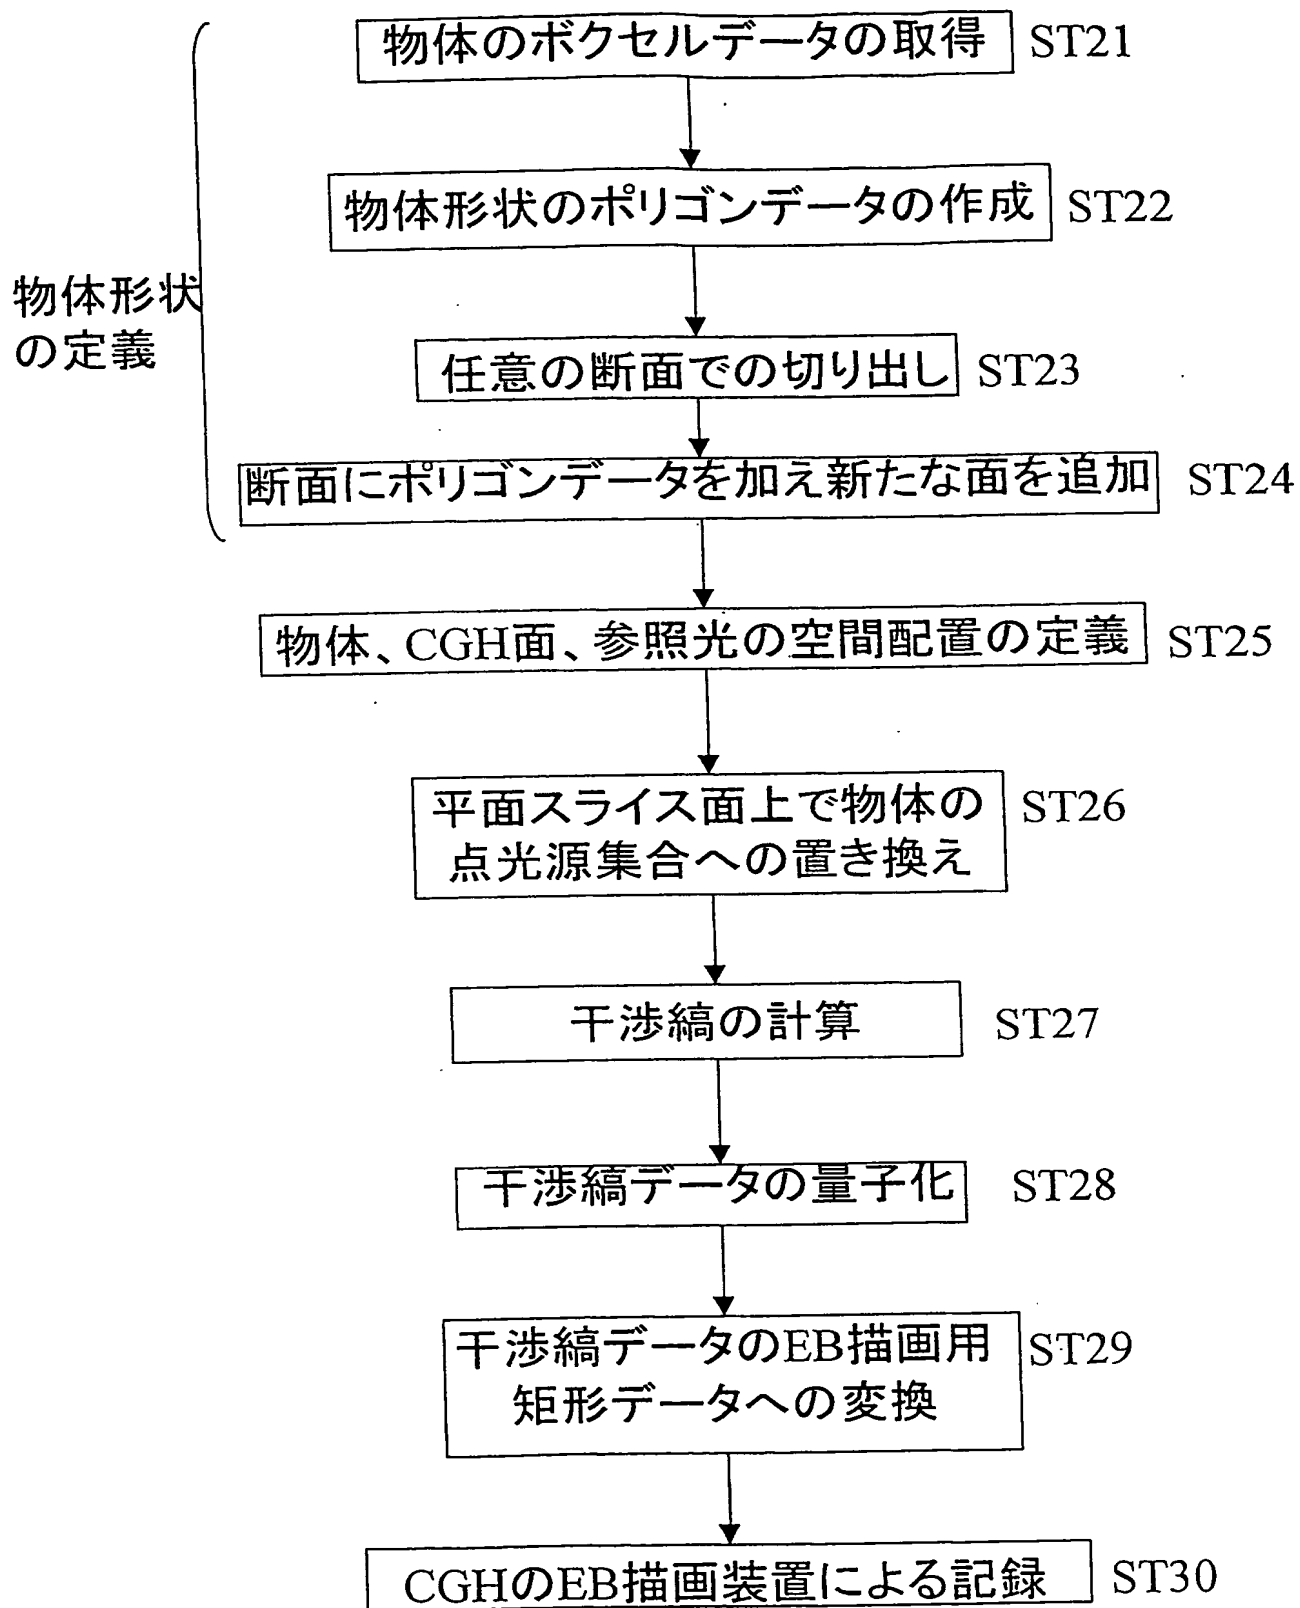 物体のボクセルデータの取得 ST21
物体形状のポリゴンデータの作成 ST22
物体形状
の定義
任意の断面での切り出し ST23
断面にポリゴンデータを加え新たな面を追加 ST24
物体、CGH面、参照光の空間配置の定義 ST25
平面スライス面上で物体の ST26
点光源集合への置き換え
干渉縞の計算 ST27
干渉縞データの量子化 ST28
干渉縞データのEB描画用 ST29
矩形データへの変換
CGHのEB描画装置による記録 ST30